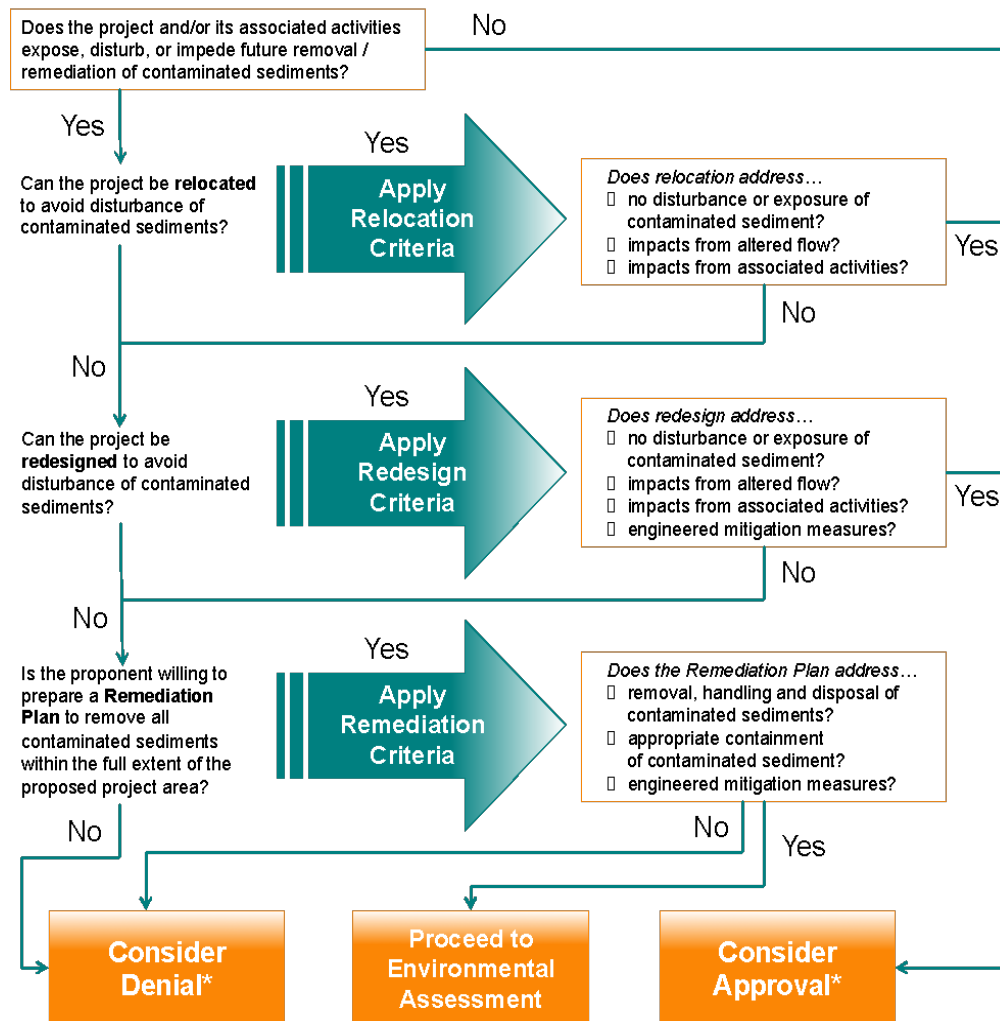 Does the project and/or its associated activities
expose, disturb, or impede future removal /
remediation of contaminated sediments?
No
Yes
Can the project be relocated
to avoid disturbance of
contaminated sediments?
Yes
Apply
Relocation
Criteria
Does relocation address…
▯ no disturbance or exposure of
contaminated sediment?
▯ impacts from altered flow?
▯ impacts from associated activities?
Yes
No
No
Can the project be
redesigned to avoid
disturbance of contaminated
sediments?
Yes
Apply
Redesign
Criteria
Does redesign address…
▯ no disturbance or exposure of
contaminated sediment?
▯ impacts from altered flow?
▯ impacts from associated activities?
▯ engineered mitigation measures?
Yes
No
No
Is the proponent willing to
prepare a Remediation
Plan to remove all
contaminated sediments
within the full extent of the
proposed project area?
Yes
Apply
Remediation
Criteria
Does the Remediation Plan address…
▯ removal, handling and disposal of
contaminated sediments?
▯ appropriate containment
of contaminated sediment?
▯ engineered mitigation measures?
No
No
Yes
Consider
Denial*
Proceed to
Environmental
Assessment
Consider
Approval*